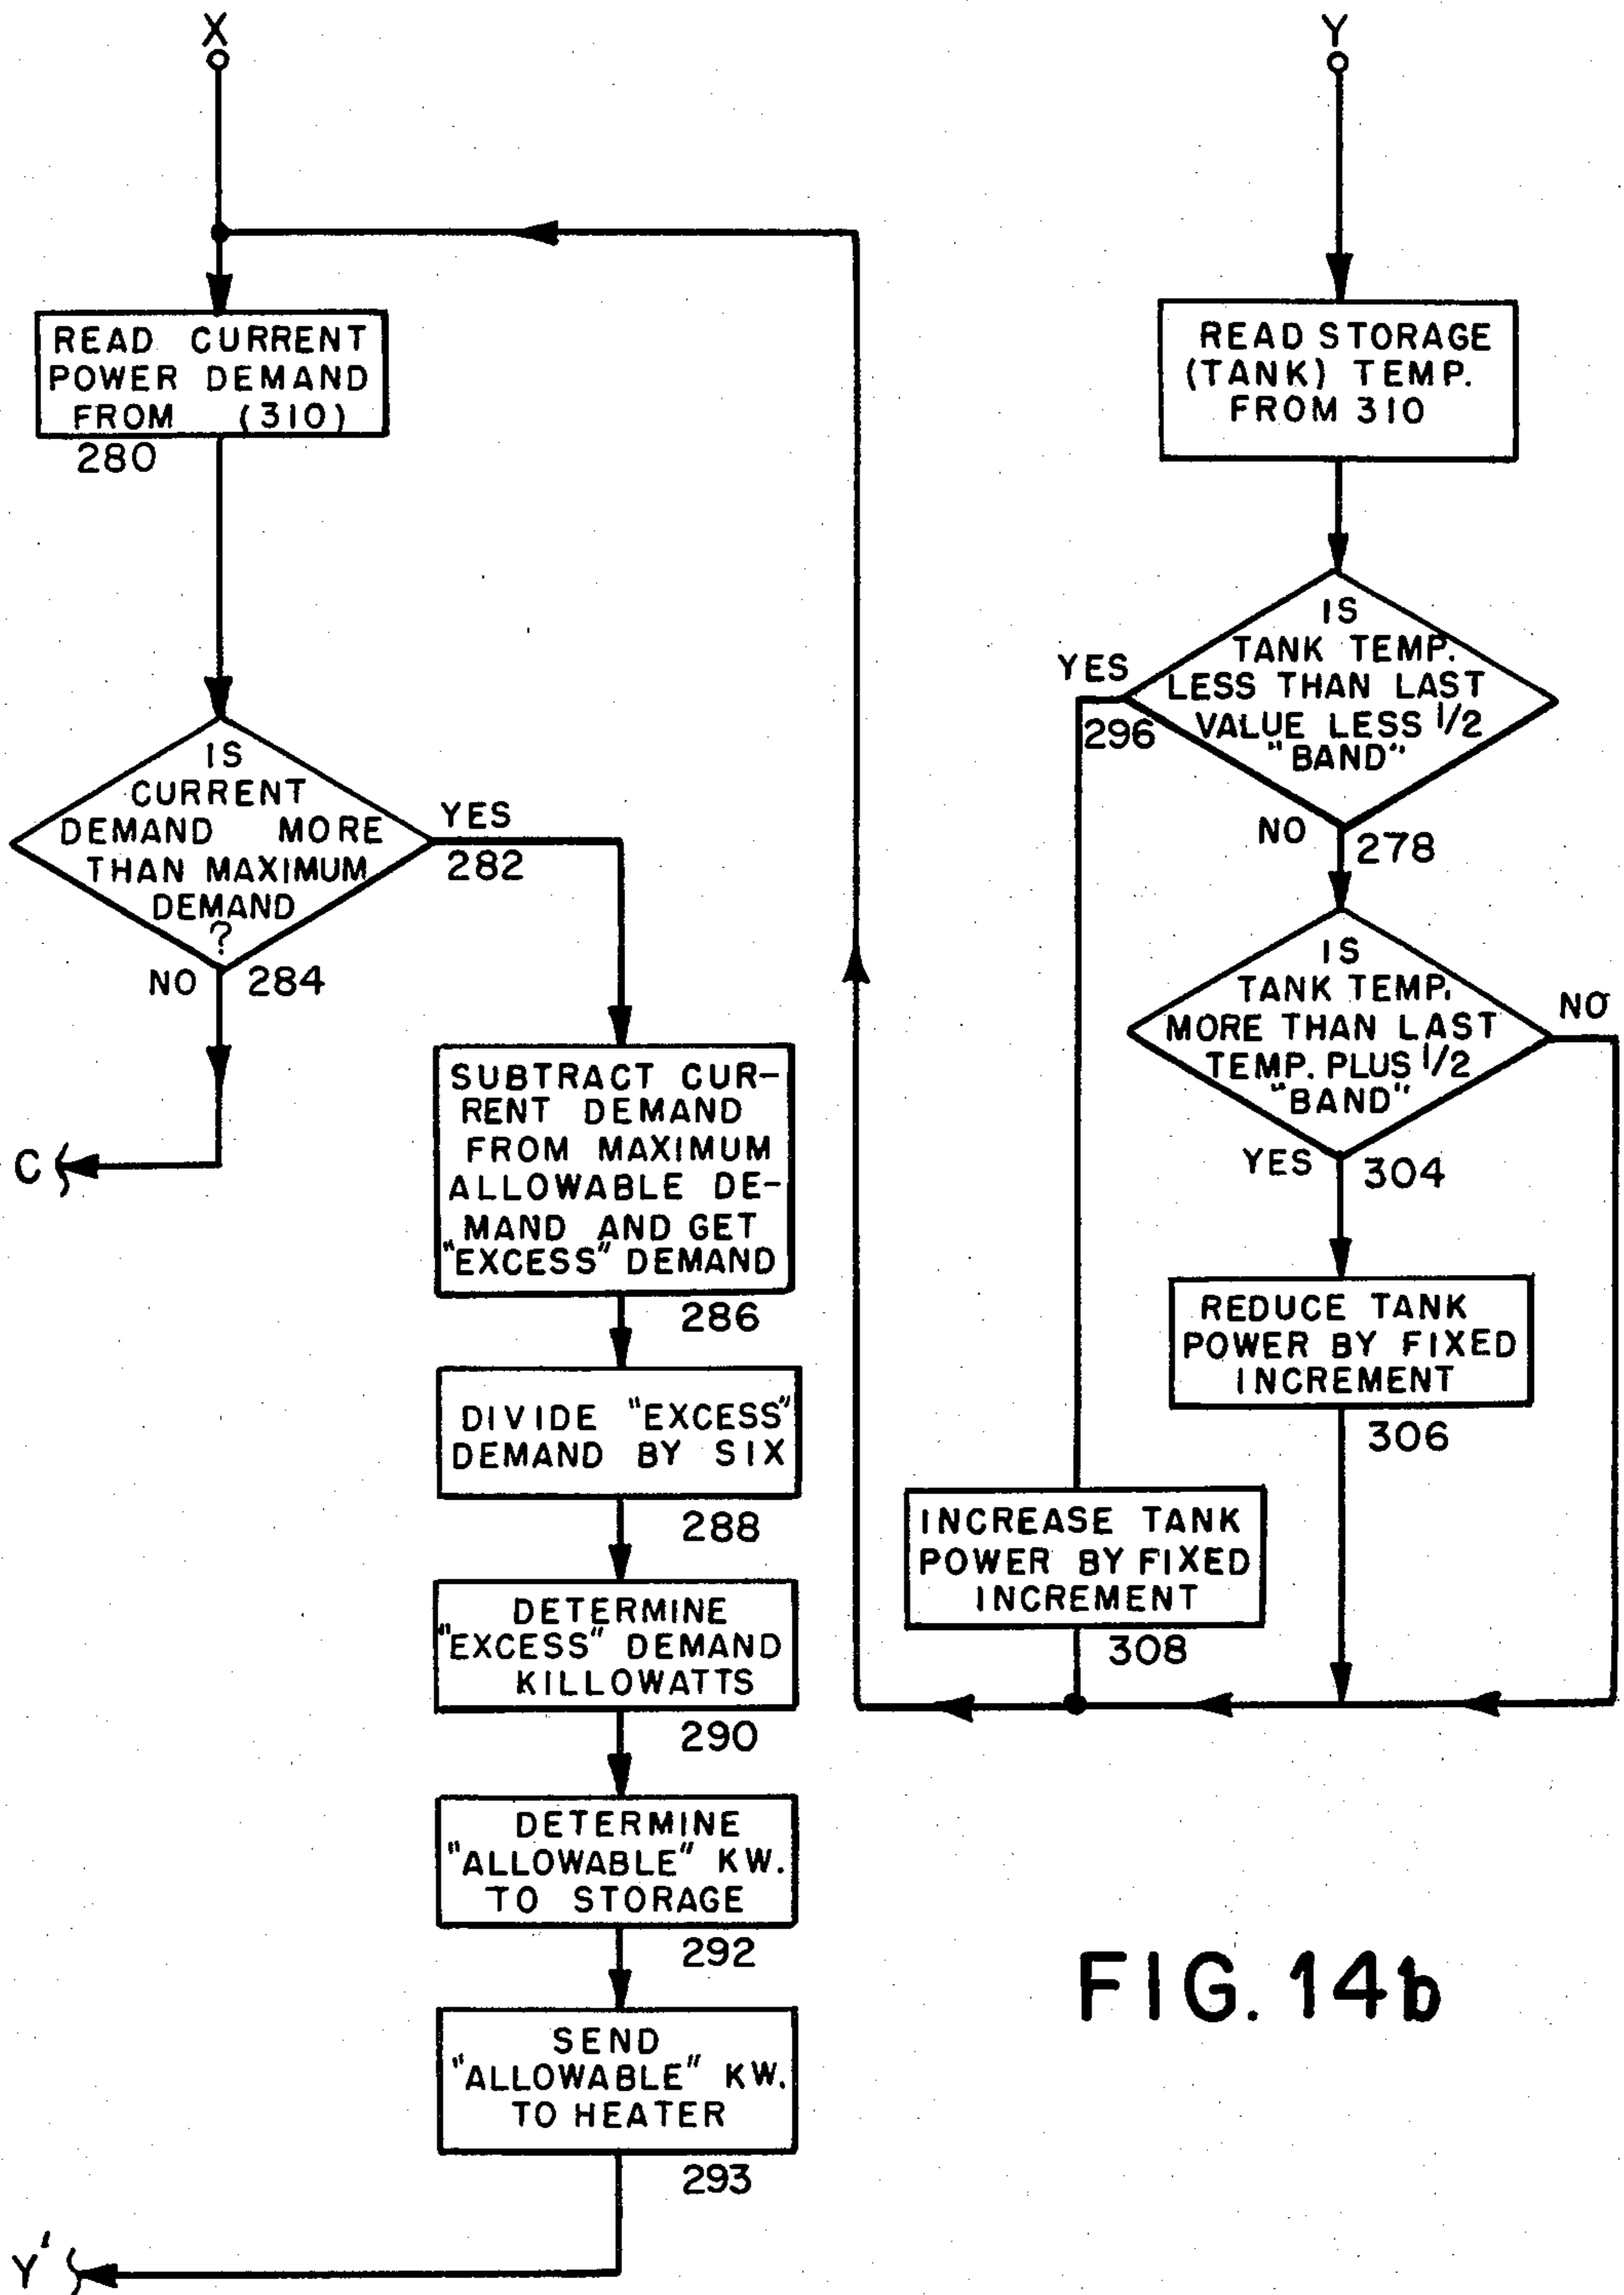 X
READ CURRENT
POWER DEMAND
FROM (310)
280
IS
CURRENT
DEMAND MORE
THAN MAXIMUM
DEMAND
?
YES
282
NO 284
C
SUBTRACT CUR-
RENT DEMAND
FROM MAXIMUM
ALLOWABLE DE-
MAND AND GET
"EXCESS" DEMAND
286
DIVIDE "EXCESS"
DEMAND BY SIX
288
DETERMINE
"EXCESS" DEMAND
KILLOWATTS
290
DETERMINE
"ALLOWABLE" KW.
TO STORAGE
292
SEND
"ALLOWABLE" KW.
TO HEATER
293
Y'
Y
READ STORAGE
(TANK) TEMP.
FROM 310
IS
TANK TEMP.
LESS THAN LAST
VALUE LESS 1/2
"BAND"
YES
296
NO 278
IS
TANK TEMP.
MORE THAN LAST
TEMP. PLUS 1/2
"BAND"
NO
YES 304
REDUCE TANK
POWER BY FIXED
INCREMENT
306
INCREASE TANK
POWER BY FIXED
INCREMENT
308
FIG. 14b